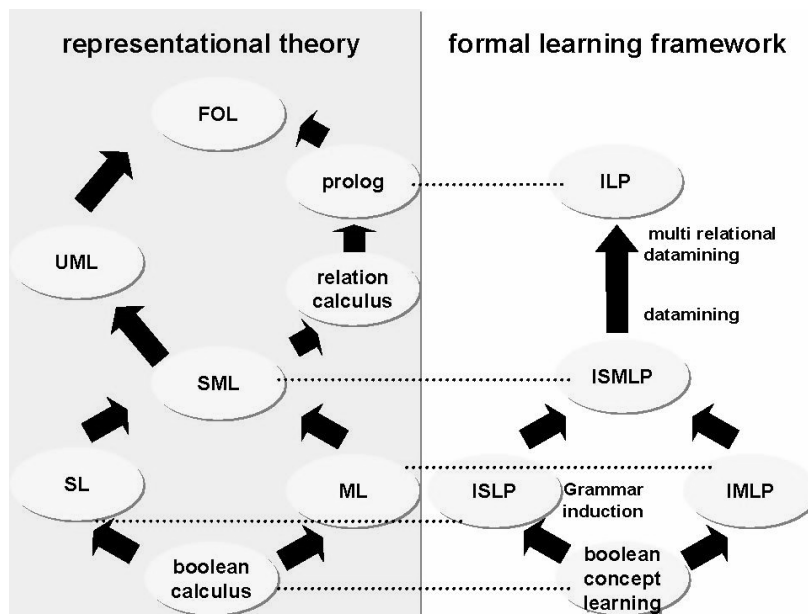 representational theory
formal learning framework
FOL
prolog
ILP
multi relational
datamining
UML
relation
calculus
datamining
SML
ISMLP
SL
ML
ISLP
Grammar
induction
IMLP
boolean
calculus
boolean
concept
learning